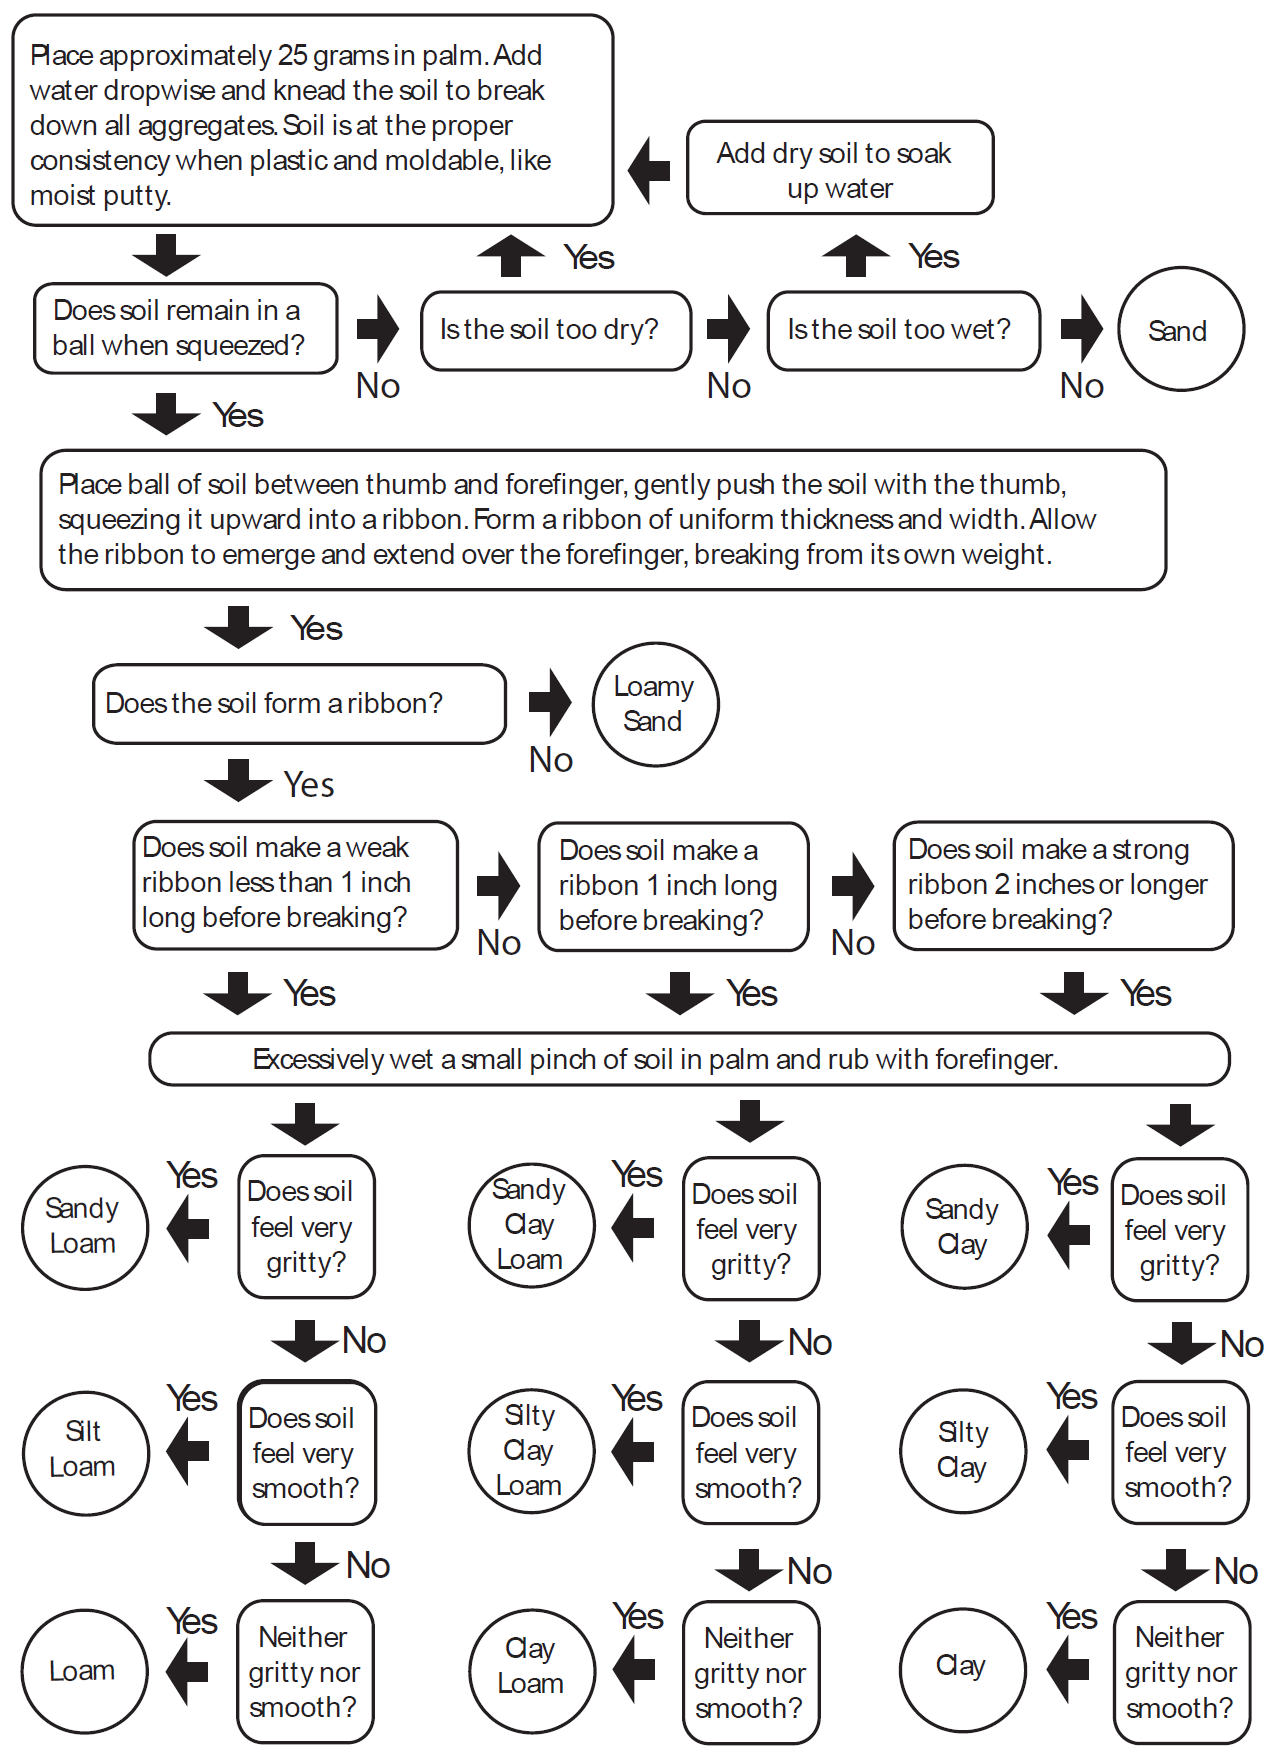 Place approximately 25 grams in palm. Add
water dropwise and knead the soil to break
down all aggregates. Soil is at the proper
consistency when plastic and moldable, like
moist putty.
Add dry soil to soak
up water
Yes
Yes
Does soil remain in a
ball when squeezed?
No
Is the soil too dry?
No
Is the soil too wet?
No
Sand
Yes
Place ball of soil between thumb and forefinger, gently push the soil with the thumb,
squeezing it upward into a ribbon. Form a ribbon of uniform thickness and width. Allow
the ribbon to emerge and extend over the forefinger, breaking from its own weight.
Yes
Does the soil form a ribbon?
No
Loamy
Sand
Yes
Does soil make a weak
ribbon less than 1 inch
long before breaking?
No
Does soil make a
ribbon 1 inch long
before breaking?
No
Does soil make a strong
ribbon 2 inches or longer
before breaking?
Yes
Yes
Yes
Excessively wet a small pinch of soil in palm and rub with forefinger.
Sandy
Loam
Yes
Does soil
feel very
gritty?
Sandy
Clay
Loam
Yes
Does soil
feel very
gritty?
Sandy
Clay
Yes
Does soil
feel very
gritty?
No
No
No
Silt
Loam
Yes
Does soil
feel very
smooth?
Silty
Clay
Loam
Yes
Does soil
feel very
smooth?
Silty
Clay
Yes
Does soil
feel very
smooth?
No
No
No
Loam
Yes
Neither
gritty nor
smooth?
Clay
Loam
Yes
Neither
gritty nor
smooth?
Clay
Yes
Neither
gritty nor
smooth?